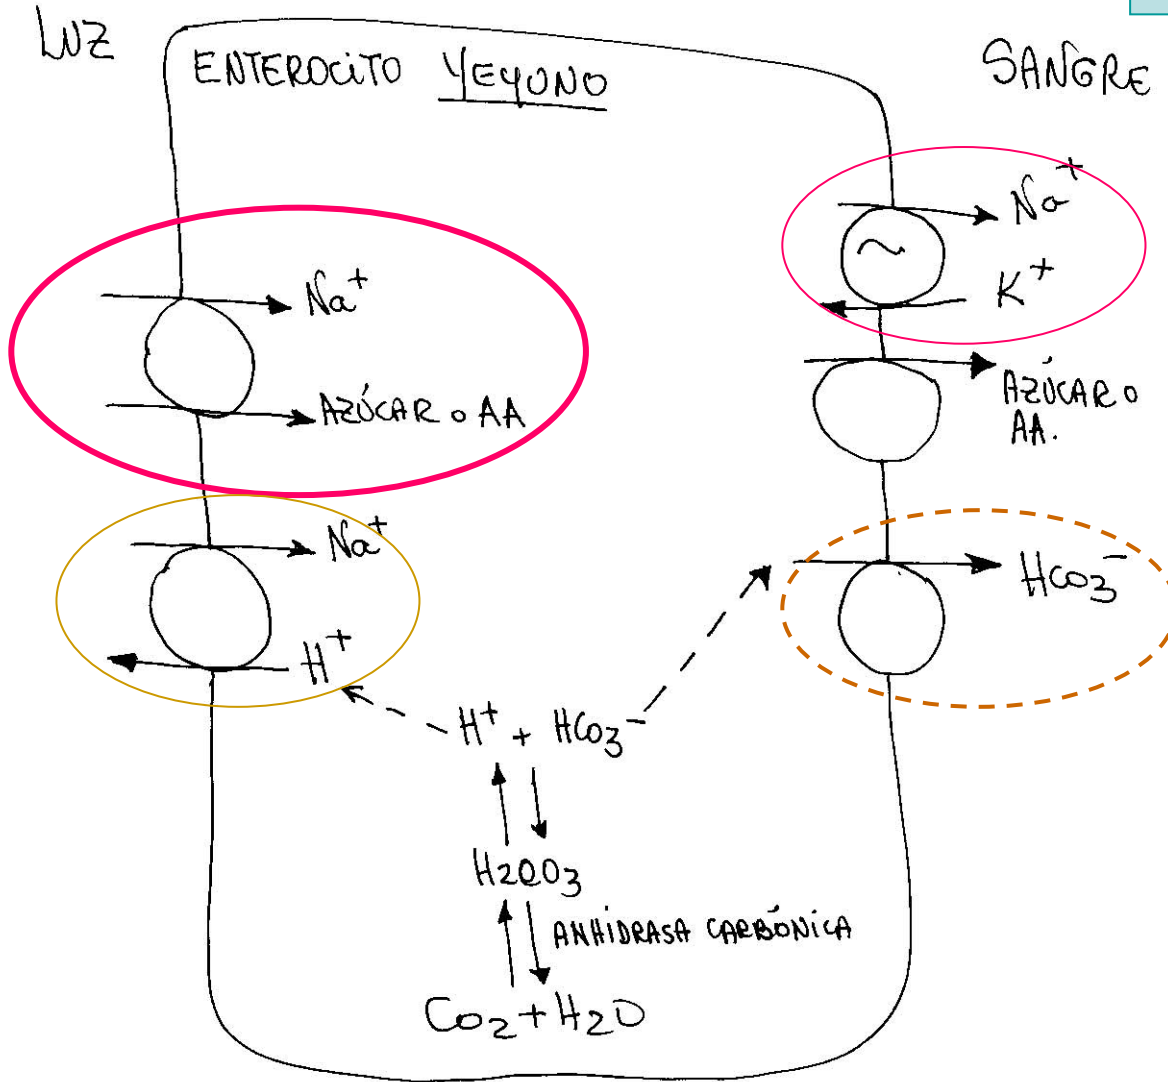 LUZ
ENTEROCITO YEYUNO
SANGRE
Na+
K+
Na+
AZÚCAR o AA
AZÚCAR o
AA.
Na+
H+
HCO3-
H+ + HCO3-
H2CO3
ANHIDRASA CARBÓNICA
CO2 + H2O